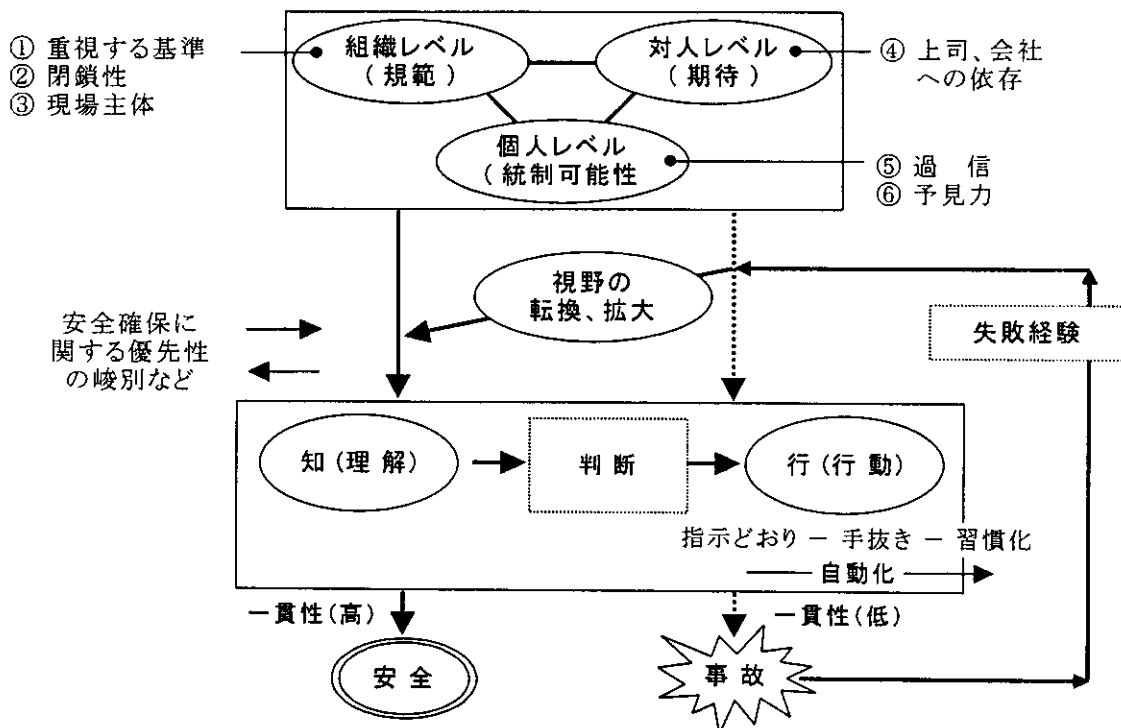 ① 重視する基準
② 閉鎖性
③ 現場主体
組織レベル
(規範)
対人レベル
(期待)
④ 上司、会社
への依存
個人レベル
(統制可能性
⑤ 過 信
⑥ 予見力
視野の
転換、拡大
安全確保に
関する優先性
の峻別など
失敗経験
知(理解)
判断
行(行動)
指示どおり － 手抜き － 習慣化
自動化
一貫性(高)
一貫性(低)
安全
事故